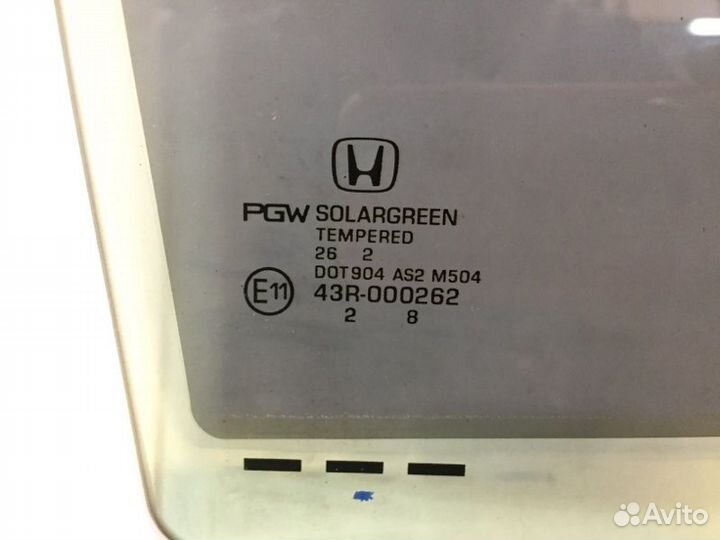 PGW SOLARGREEN
TEMPERED
26 2
DOT904 AS2 M504
E11 43R-000262
2 8
Avito